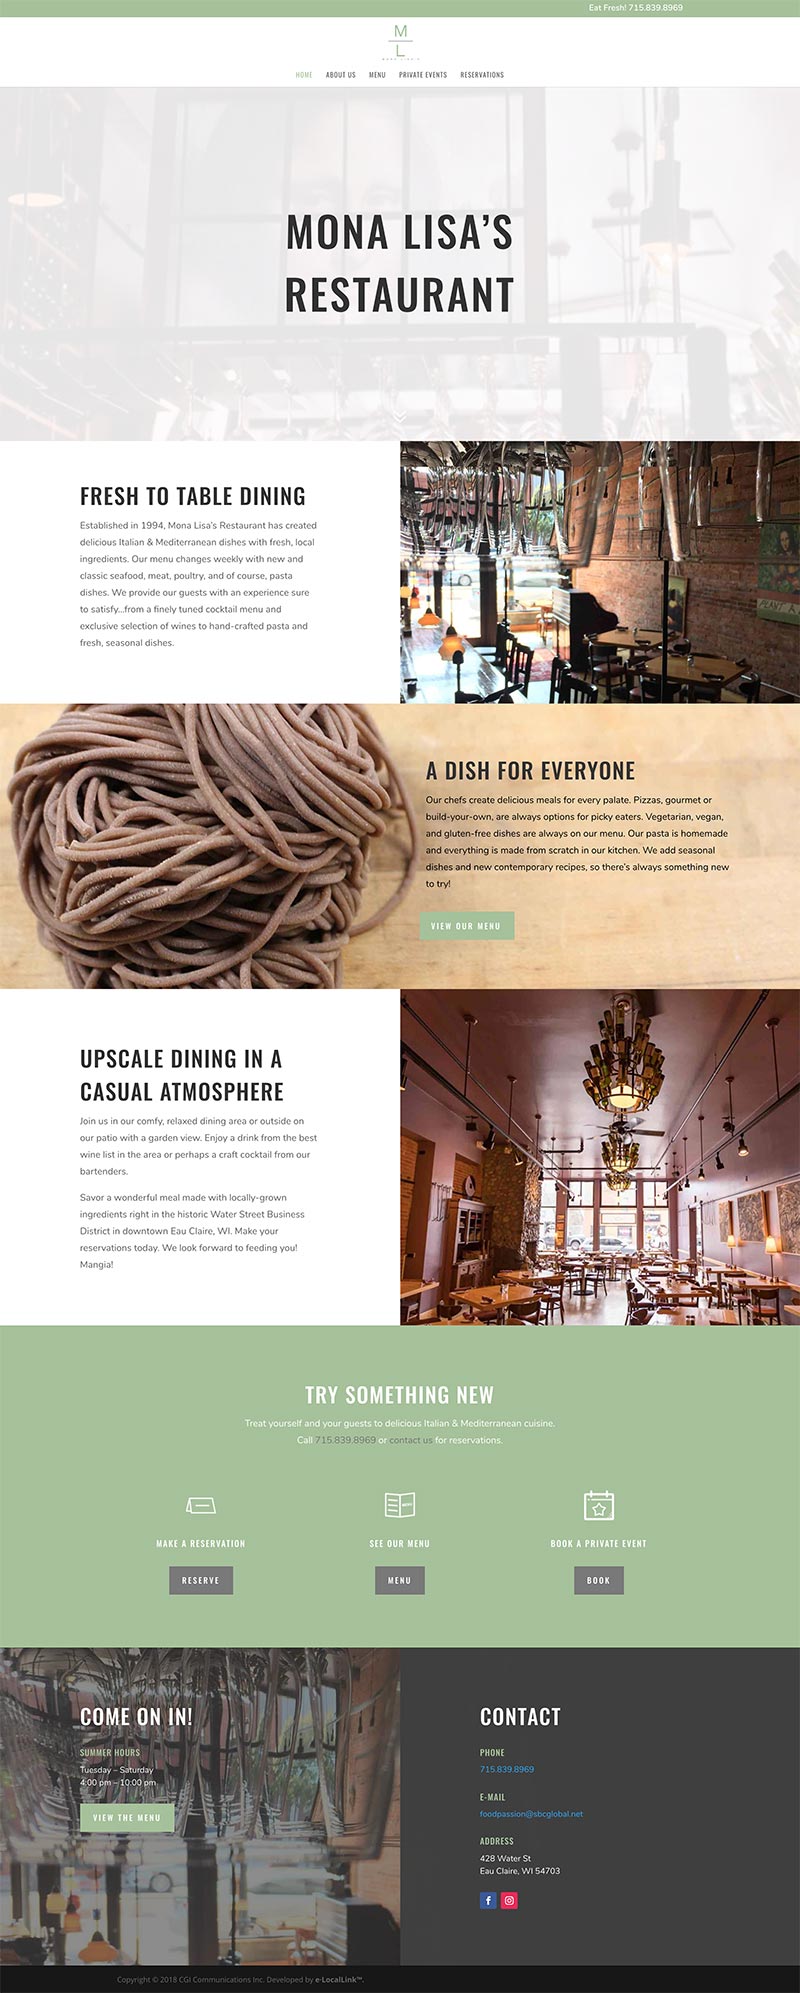 Eat Fresh! 715.839.8969
M
L
HOME ABOUT US MENU PRIVATE EVENTS RESERVATIONS
MONA LISA’S
RESTAURANT
FRESH TO TABLE DINING
Established in 1994, Mona Lisa's Restaurant has created
delicious Italian & Mediterranean dishes with fresh, local
ingredients. Our menu changes weekly with new and
classic seafood, meat, poultry, and of course, pasta
dishes. We provide our guests with an experience sure
to satisfy...from a finely tuned cocktail menu and
exclusive selection of wines to hand-crafted pasta and
fresh, seasonal dishes.
PLANT A
A DISH FOR EVERYONE
Our chefs create delicious meals for every palate. Pizzas, gourmet or
build-your-own, are always options for picky eaters. Vegetarian, vegan,
and gluten-free dishes are always on our menu. Our pasta is homemade
and everything is made from scratch in our kitchen. We add seasonal
dishes and new contemporary recipes, so there's always something new
to try!
VIEW OUR MENU
UPSCALE DINING IN A
CASUAL ATMOSPHERE
Join us in our comfy, relaxed dining area or outside on
our patio with a garden view. Enjoy a drink from the best
wine list in the area or perhaps a craft cocktail from our
bartenders.
Savor a wonderful meal made with locally-grown
ingredients right in the historic Water Street Business
District in downtown Eau Claire, WI. Make your
reservations today. We look forward to feeding you!
Mangia!
TRY SOMETHING NEW
Treat yourself and your guests to delicious Italian & Mediterranean cuisine.
Call 715.839.8969 or contact us for reservations.
MENU
MAKE A RESERVATION SEE OUR MENU BOOK A PRIVATE EVENT
RESERVE MENU BOOK
COME ON IN!
SUMMER HOURS
Tuesday – Saturday
4:00 pm – 10:00 pm
VIEW THE MENU
CONTACT
PHONE
715.839.8969
E-MAIL
foodpassion@sbcglobal.net
ADDRESS
428 Water St
Eau Claire, WI 54703
Copyright © 2018 CGI Communications Inc. Developed by e-LocalLink™.